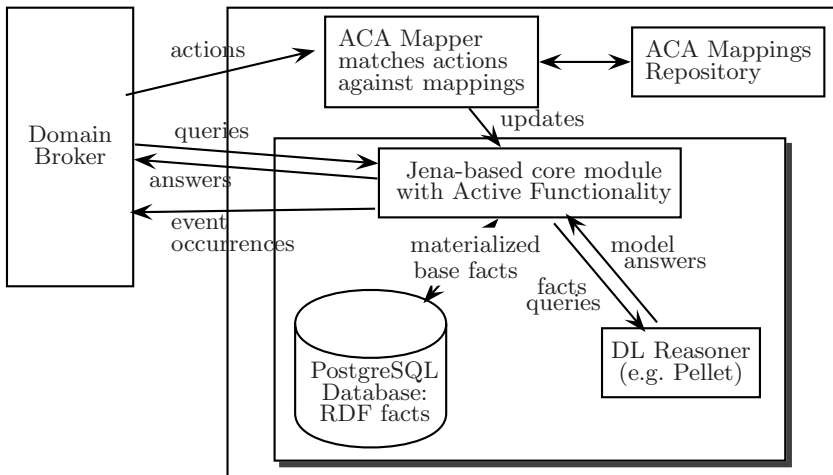 actions
ACA Mapper
matches actions
against mappings
ACA Mappings
Repository
updates
Domain
Broker
queries
answers
Jena-based core module
with Active Functionality
event
occurrences
materialized
base facts
model
answers
facts
queries
PostgreSQL
Database:
RDF facts
DL Reasoner
(e.g. Pellet)